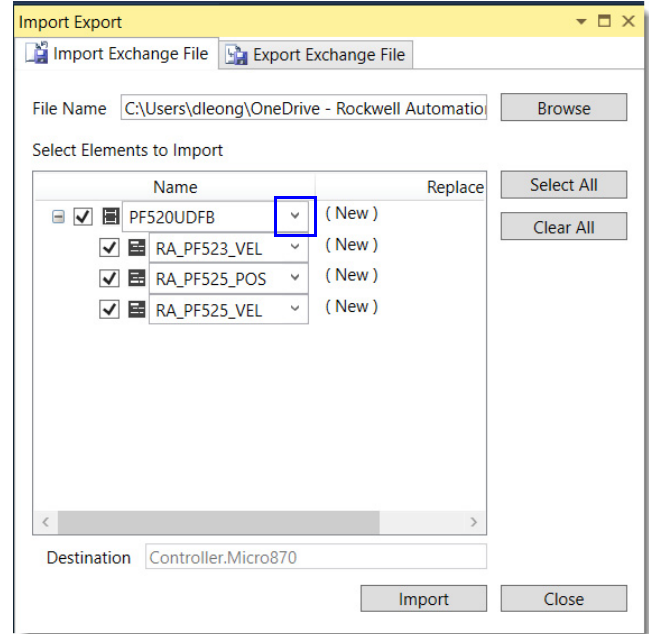 Import Export
Import Exchange File Export Exchange File
File Name C:\Users\dleong\OneDrive - Rockwell Automatio Browse
Select Elements to Import
Name Replace Select All
PF520UDFB ( New ) Clear All
RA_PF523_VEL ( New )
RA_PF525_POS ( New )
RA_PF525_VEL ( New )
Destination Controller.Micro870
Import Close